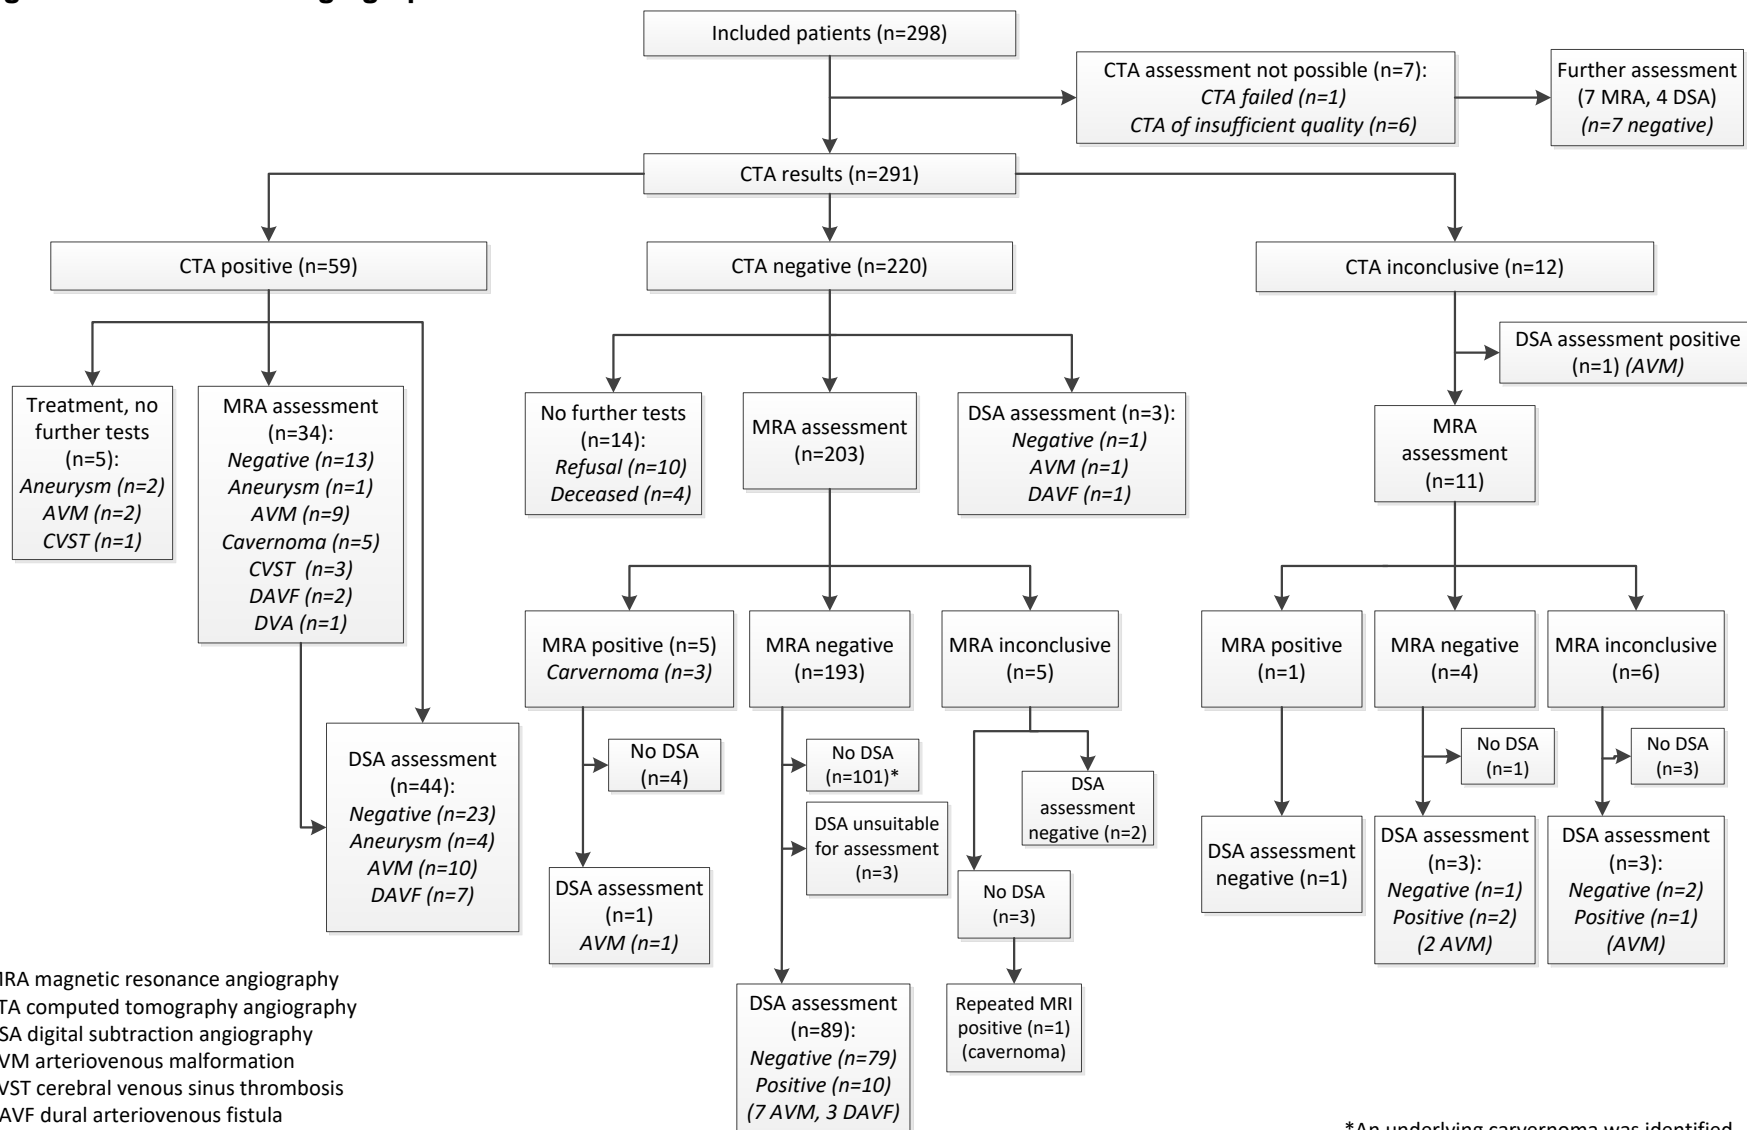 Included patients (n=298)
CTA assessment not possible (n=7):
CTA failed (n=1)
CTA of insufficient quality (n=6)
Further assessment
(7 MRA, 4 DSA)
(n=7 negative)
CTA results (n=291)
CTA positive (n=59)
CTA negative (n=220)
CTA inconclusive (n=12)
Treatment, no
further tests
(n=5):
Aneurysm (n=2)
AVM (n=2)
CVST (n=1)
MRA assessment
(n=34):
Negative (n=13)
Aneurysm (n=1)
AVM (n=9)
Cavernoma (n=5)
CVST (n=3)
DAVF (n=2)
DVA (n=1)
DSA assessment
(n=44):
Negative (n=23)
Aneurysm (n=4)
AVM (n=10)
DAVF (n=7)
No further tests
(n=14):
Refusal (n=10)
Deceased (n=4)
MRA assessment
(n=203)
DSA assessment (n=3):
Negative (n=1)
AVM (n=1)
DAVF (n=1)
DSA assessment positive
(n=1) (AVM)
MRA
assessment
(n=11)
MRA positive (n=5)
Carvernoma (n=3)
MRA negative
(n=193)
MRA inconclusive
(n=5)
No DSA
(n=4)
DSA assessment
(n=1)
AVM (n=1)
No DSA
(n=101)*
DSA unsuitable
for assessment
(n=3)
DSA assessment
(n=89):
Negative (n=79)
Positive (n=10)
(7 AVM, 3 DAVF)
DSA
assessment
negative (n=2)
No DSA
(n=3)
Repeated MRI
positive (n=1)
(cavernoma)
MRA positive
(n=1)
MRA negative
(n=4)
MRA inconclusive
(n=6)
DSA assessment
negative (n=1)
No DSA
(n=1)
DSA assessment
(n=3):
Negative (n=1)
Positive (n=2)
(2 AVM)
No DSA
(n=3)
DSA assessment
(n=3):
Negative (n=2)
Positive (n=1)
(AVM)
magnetic resonance angiography
computed tomography angiography
digital subtraction angiography
arteriovenous malformation
cerebral venous sinus thrombosis
dural arteriovenous fistula
*An underlying carvernoma was identified